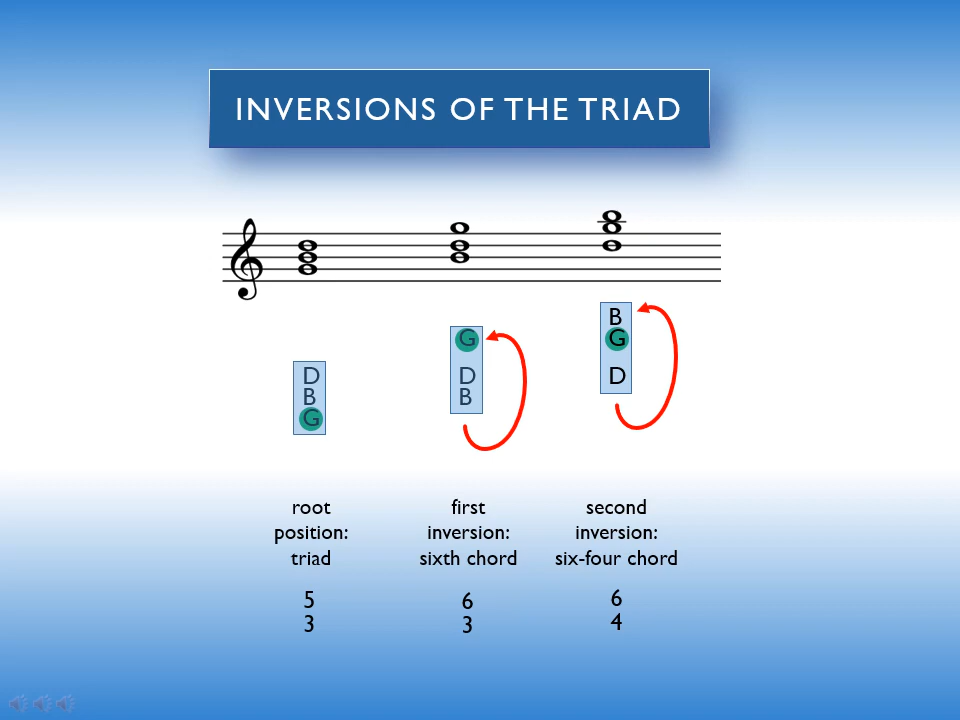 INVERSIONS OF THE TRIAD
D
B
G
G
D
B
B
G
D
root
position:
triad
5
3
first
inversion:
sixth chord
6
3
second
inversion:
six-four chord
6
4